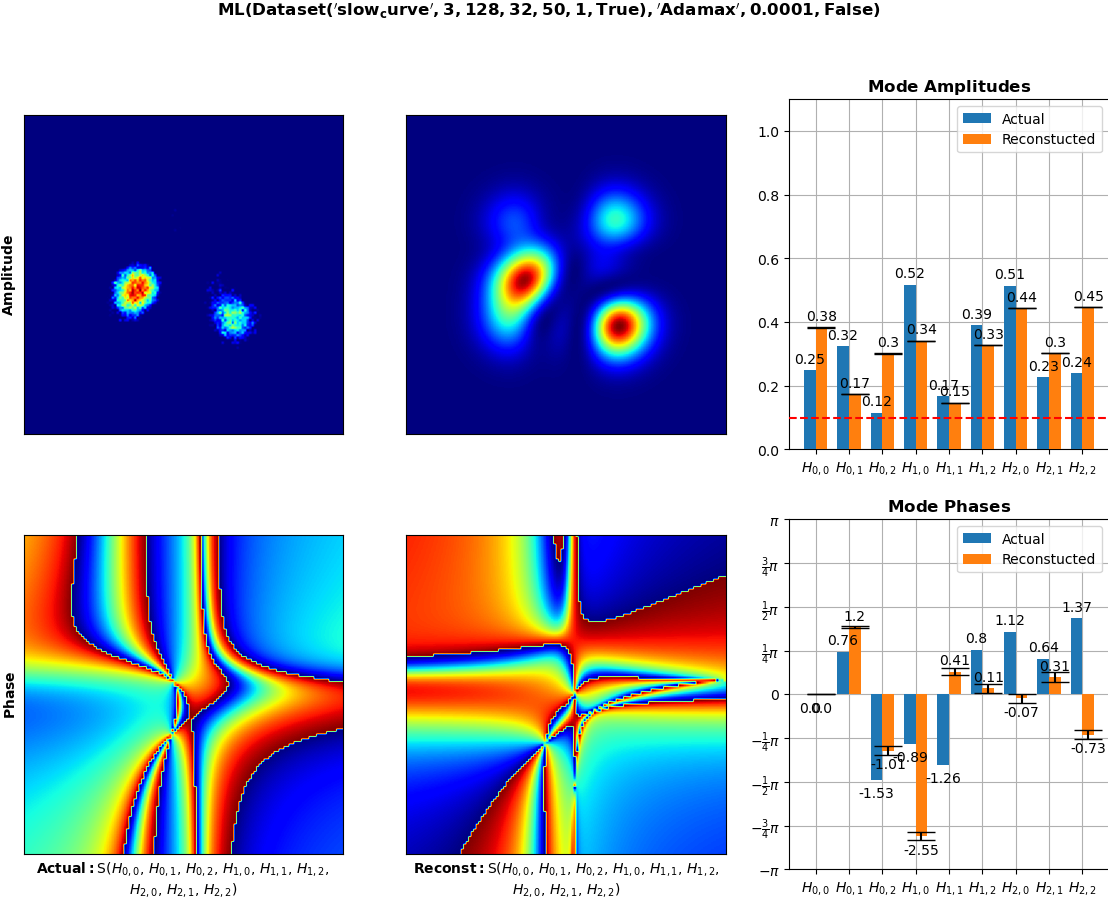 ML(Dataset(′slow_curve′, 3, 128, 32, 50, 1, True), ′Adamax′, 0.0001, False)
Mode Amplitudes
Actual
Reconstucted
1.0
0.8
0.6
0.4
0.2
0.0
0.25
0.38
0.32
0.17
0.12
0.3
0.52
0.34
0.17
0.15
0.39
0.33
0.51
0.44
0.23
0.3
0.24
0.45
H0,0 H0,1 H0,2 H1,0 H1,1 H1,2 H2,0 H2,1 H2,2
Amplitude
Mode Phases
Actual
Reconstucted
π
3/4π
1/2π
1/4π
0
−1/4π
−1/2π
−3/4π
−π
0.0
0.0
0.76
1.2
-1.53
-1.01
-0.89
-2.55
-1.26
0.41
0.8
0.11
1.12
-0.07
0.64
0.31
1.37
-0.73
H0,0 H0,1 H0,2 H1,0 H1,1 H1,2 H2,0 H2,1 H2,2
Phase
Actual: S(H0,0, H0,1, H0,2, H1,0, H1,1, H1,2,
H2,0, H2,1, H2,2)
Reconst: S(H0,0, H0,1, H0,2, H1,0, H1,1, H1,2,
H2,0, H2,1, H2,2)